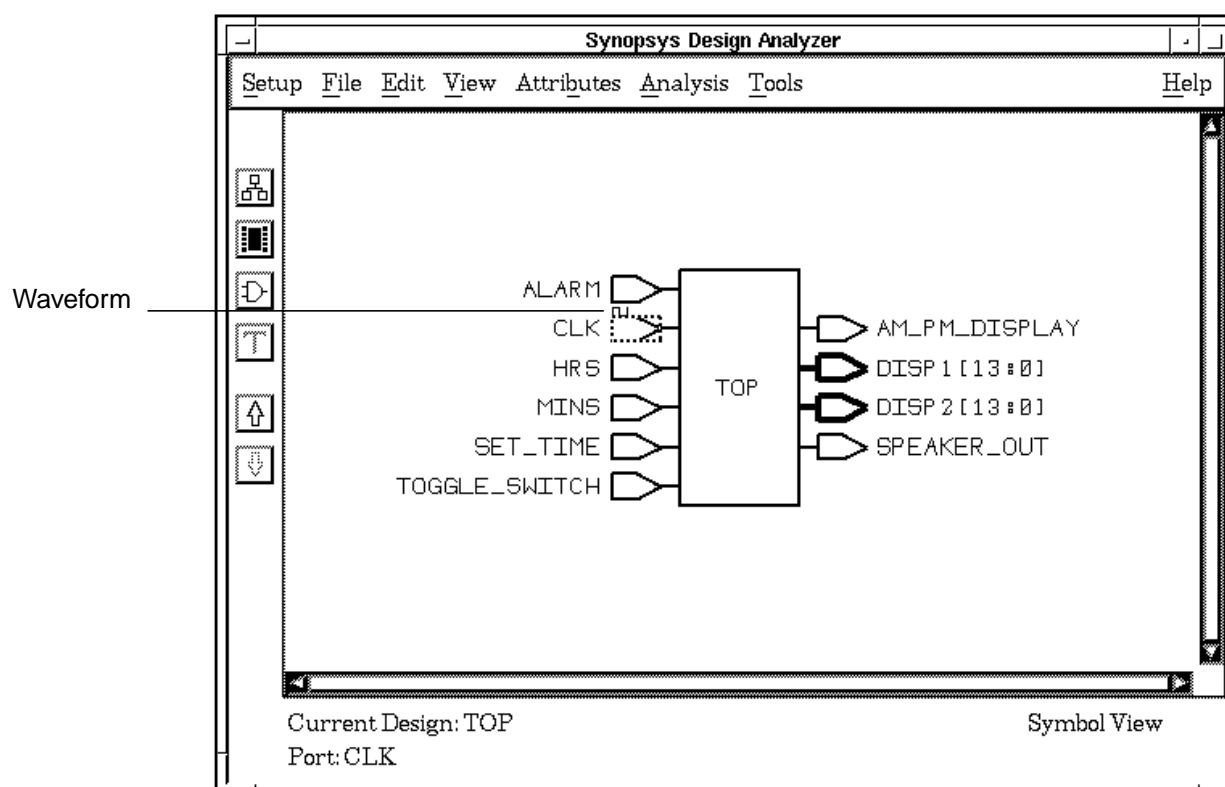 Synopsys Design Analyzer
Setup File Edit View Attributes Analysis Tools Help
Waveform
ALARM
CLK
HRS
MINS
SET_TIME
TOGGLE_SWITCH
TOP
AM_PM_DISPLAY
DISP1[13:0]
DISP2[13:0]
SPEAKER_OUT
Current Design: TOP Symbol View
Port: CLK